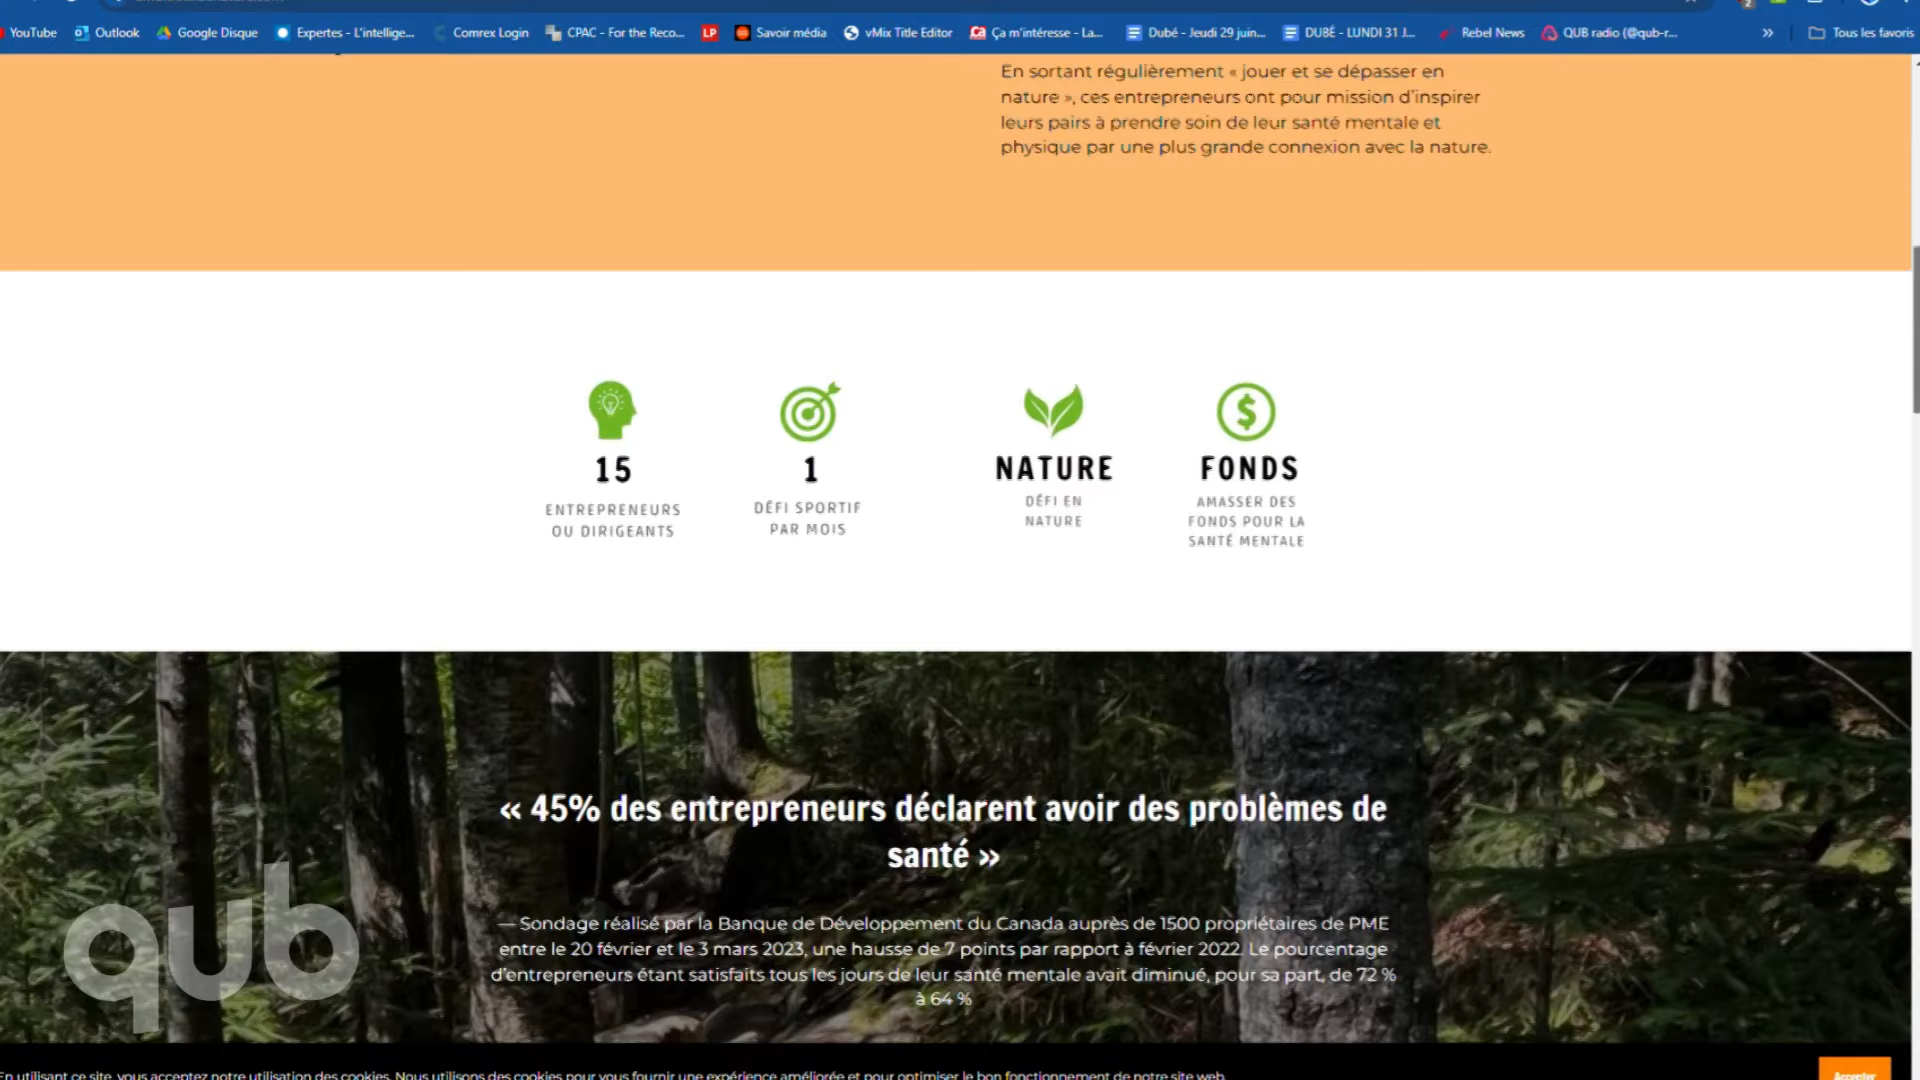 YouTube Outlook Google Disque Expertes - L'intellige... Comrex Login CPAC - For the Reco... LP Savoir média vMix Title Editor Ça m'intéresse - La... Dubé - Jeudi 29 juin... DUBÉ - LUNDI 31 J... Rebel News QUB radio (@qub-r... » Tous les favoris
En sortant régulièrement « jouer et se dépasser en
nature », ces entrepreneurs ont pour mission d'inspirer
leurs pairs à prendre soin de leur santé mentale et
physique par une plus grande connexion avec la nature.
15
ENTREPRENEURS
OU DIRIGEANTS
1
DÉFI SPORTIF
PAR MOIS
NATURE
DÉFI EN
NATURE
FONDS
AMASSER DES
FONDS POUR LA
SANTÉ MENTALE
« 45% des entrepreneurs déclarent avoir des problèmes de
santé »
— Sondage réalisé par la Banque de Développement du Canada auprès de 1500 propriétaires de PME
entre le 20 février et le 3 mars 2023, une hausse de 7 points par rapport à février 2022. Le pourcentage
d'entrepreneurs étant satisfaits tous les jours de leur santé mentale avait diminué, pour sa part, de 72 %
à 64 %
qub
En utilisant ce site, vous acceptez notre utilisation des cookies. Nous utilisons des cookies pour vous fournir une expérience améliorée et pour optimiser le bon fonctionnement de notre site web.
Accepter